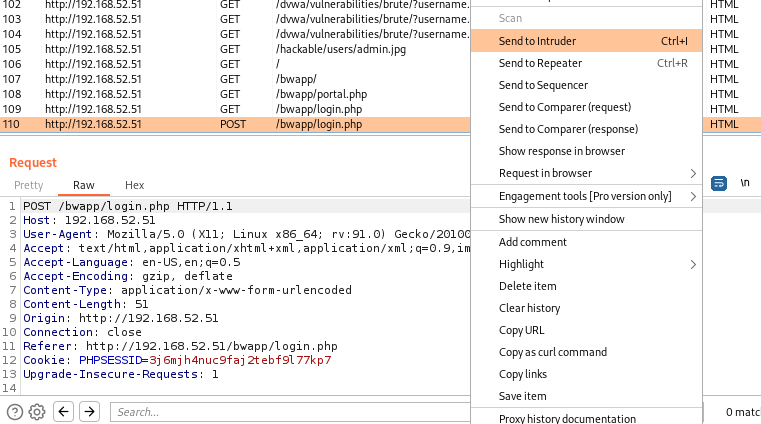 102 http://192.168.52.51 GET /dvwa/vulnerabilities/brute/?username. HTML
103 http://192.168.52.51 GET /dvwa/vulnerabilities/brute/?username. HTML
104 http://192.168.52.51 GET /dvwa/vulnerabilities/brute/?username. HTML
105 http://192.168.52.51 GET /hackable/users/admin.jpg HTML
106 http://192.168.52.51 GET / HTML
107 http://192.168.52.51 GET /bwapp/ HTML
108 http://192.168.52.51 GET /bwapp/portal.php HTML
109 http://192.168.52.51 GET /bwapp/login.php HTML
110 http://192.168.52.51 POST /bwapp/login.php HTML
Scan
Send to Intruder Ctrl+I
Send to Repeater Ctrl+R
Send to Sequencer
Send to Comparer (request)
Send to Comparer (response)
Show response in browser
Request in browser
Engagement tools [Pro version only]
Show new history window
Add comment
Highlight
Delete item
Clear history
Copy URL
Copy as curl command
Copy links
Save item
Proxy history documentation
Request
Pretty Raw Hex \n
1 POST /bwapp/login.php HTTP/1.1
2 Host: 192.168.52.51
3 User-Agent: Mozilla/5.0 (X11; Linux x86_64; rv:91.0) Gecko/20100
4 Accept: text/html,application/xhtml+xml,application/xml;q=0.9,im
5 Accept-Language: en-US,en;q=0.5
6 Accept-Encoding: gzip, deflate
7 Content-Type: application/x-www-form-urlencoded
8 Content-Length: 51
9 Origin: http://192.168.52.51
10 Connection: close
11 Referer: http://192.168.52.51/bwapp/login.php
12 Cookie: PHPSESSID=3j6mjh4nuc9faj2tebf9l77kp7
13 Upgrade-Insecure-Requests: 1
14
Search... 0 matc